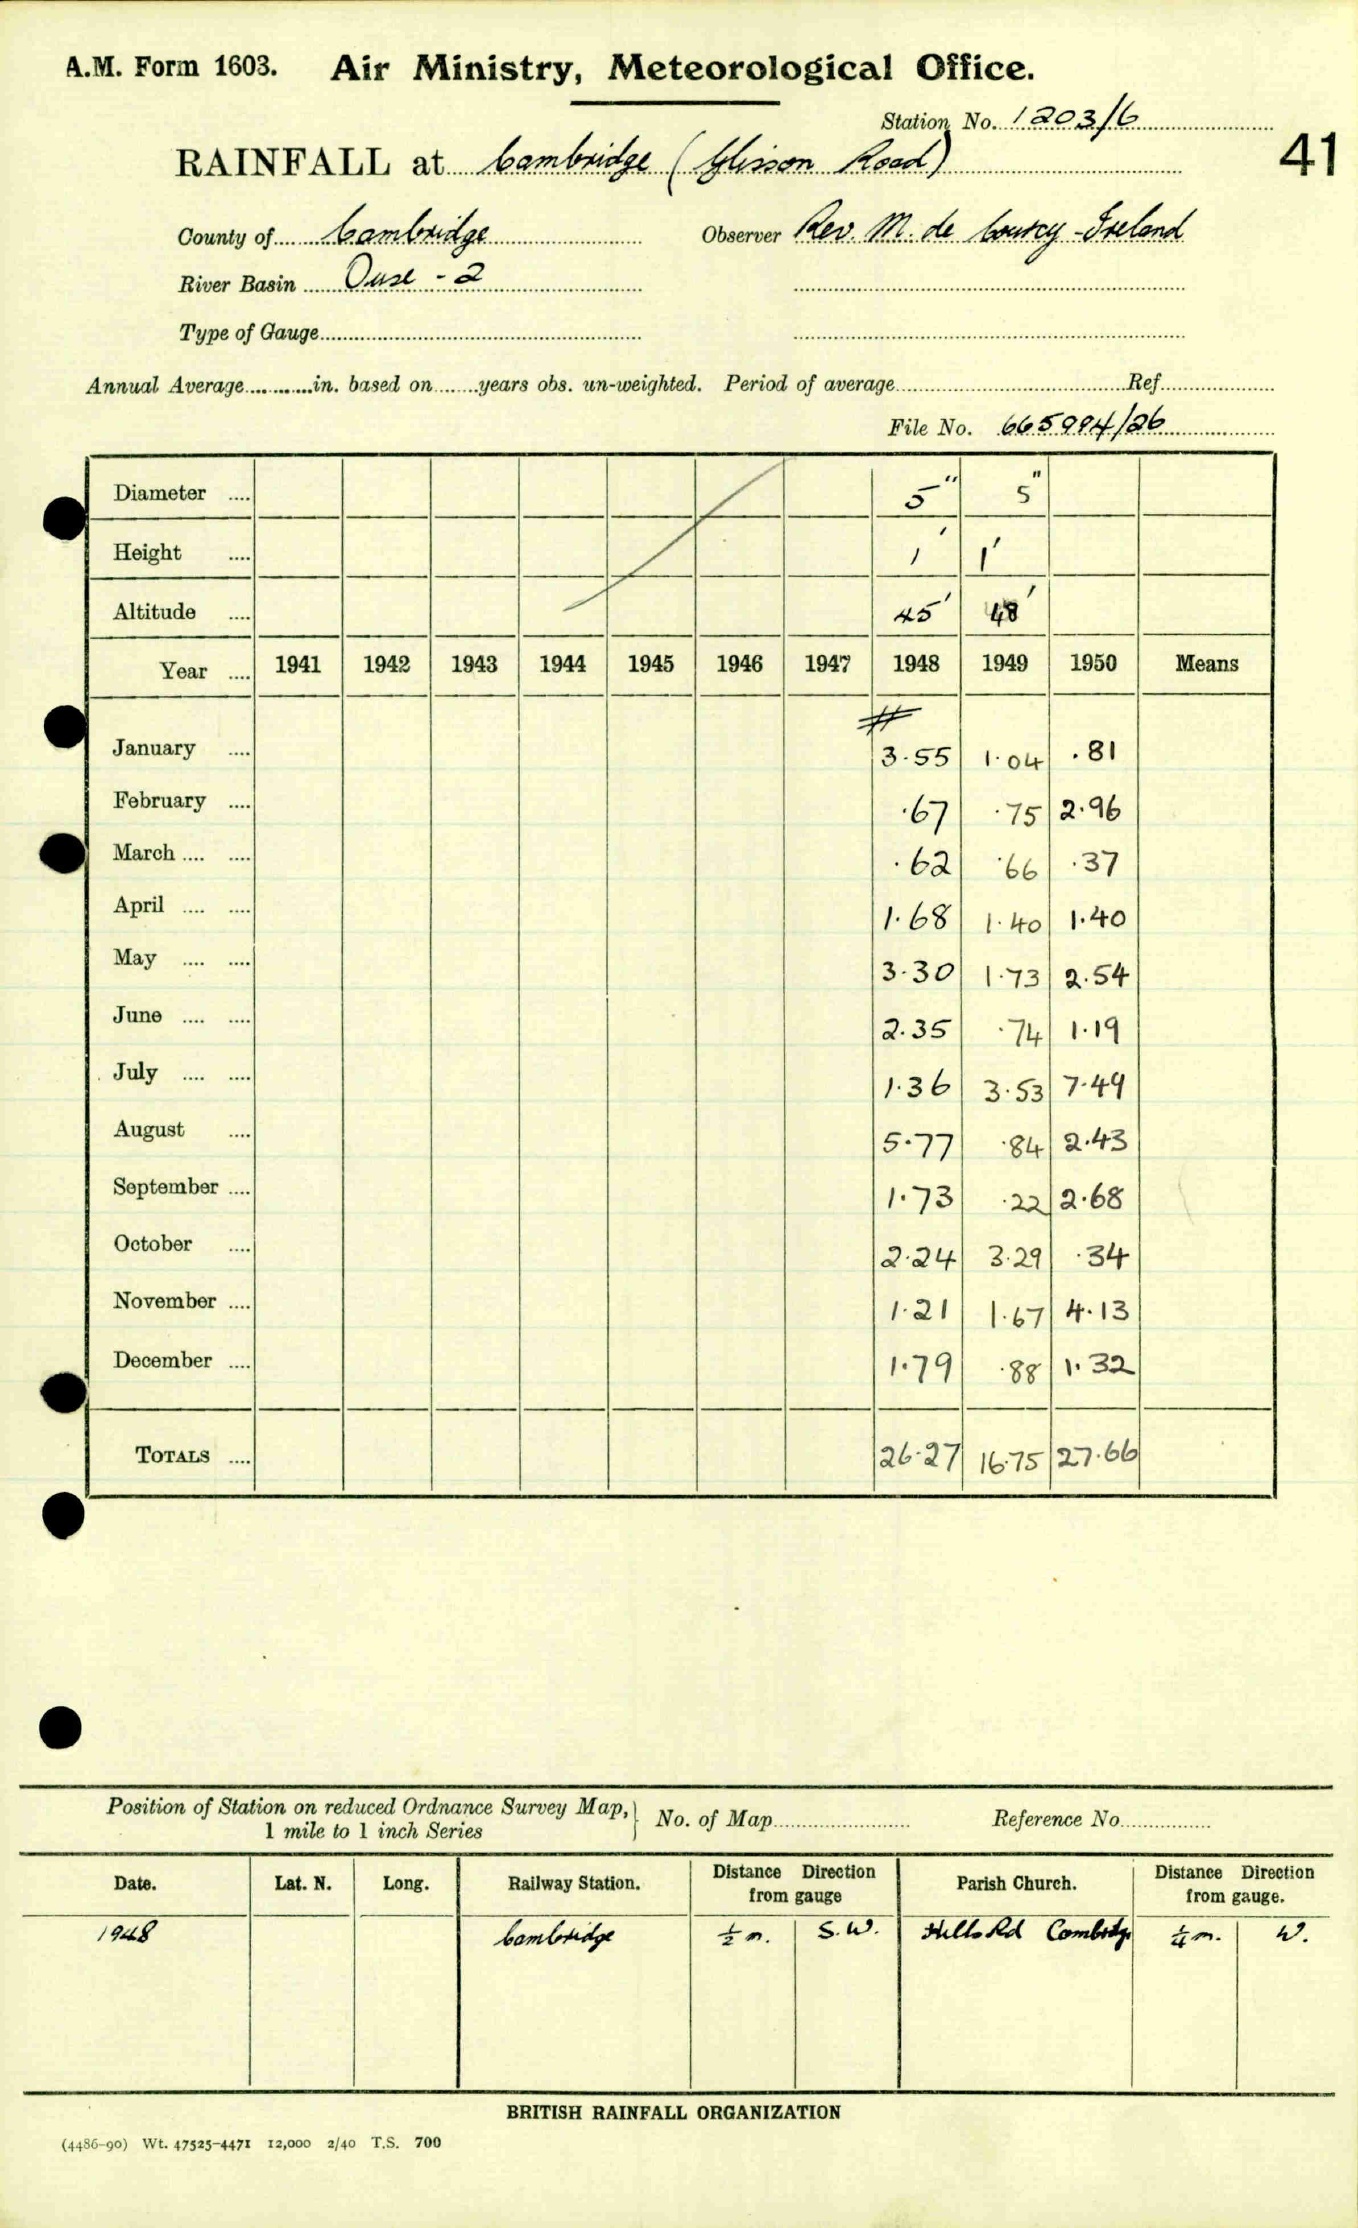 A.M. Form 1603. Air Ministry, Meteorological Office.
Station No. 1203/6
41
RAINFALL at Cambridge (Glisson Road)
County of Cambridge Observer Rev. M. de Courcy-Ireland
River Basin Ouse - 2
Type of Gauge
Annual Average in. based on years obs. un-weighted. Period of average Ref.
File No. 665994/26
Diameter 5" 5"
Height 1' 1'
Altitude 45' 48'
Year 1941 1942 1943 1944 1945 1946 1947 1948 1949 1950 Means
#
January 3.55 1.04 .81
February .67 .75 2.96
March .62 .66 .37
April 1.68 1.40 1.40
May 3.30 1.73 2.54
June 2.35 .74 1.19
July 1.36 3.53 7.49
August 5.77 .84 2.43
September 1.73 .22 2.68
October 2.24 3.29 .34
November 1.21 1.67 4.13
December 1.79 .88 1.32
TOTALS 26.27 16.75 27.66
Position of Station on reduced Ordnance Survey Map, } No. of Map Reference No.
1 mile to 1 inch Series
Date. Lat. N. Long. Railway Station. Distance Direction Parish Church. Distance Direction
from gauge from gauge.
1948 Cambridge ½ m. S.W. Hills Rd Cambdge ¼ m. W.
BRITISH RAINFALL ORGANIZATION
(4486-90) Wt. 47525-4471 12,000 2/40 T.S. 700